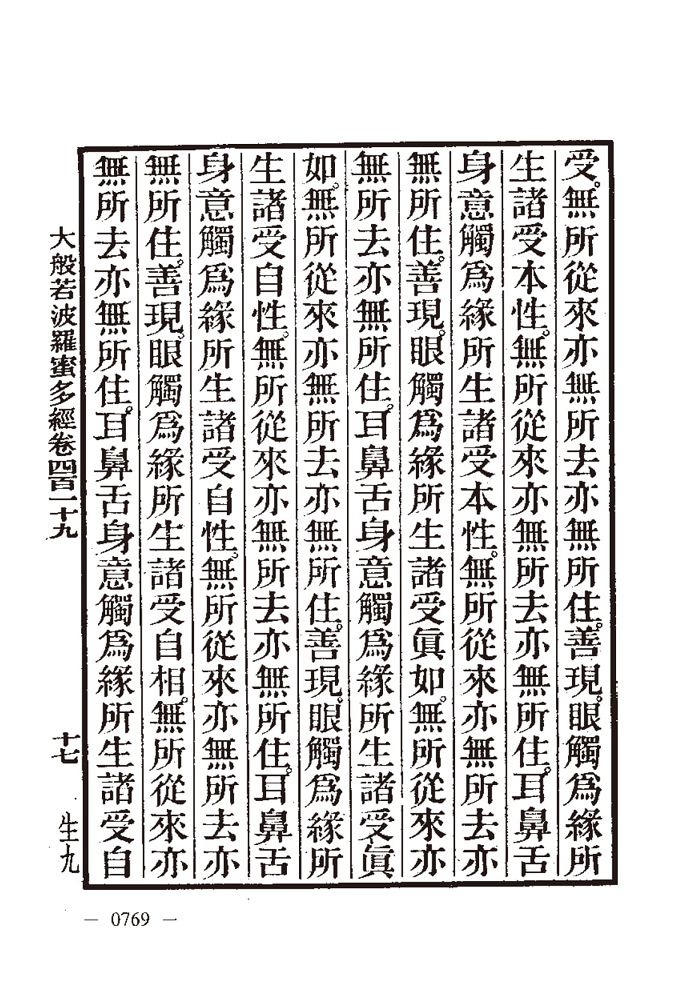 受。無所從來亦無所去亦無所住。善現。眼觸爲緣所
生諸受本性。無所從來亦無所去亦無所住。耳鼻舌
身意觸爲緣所生諸受本性。無所從來亦無所去亦
無所住。善現。眼觸爲緣所生諸受眞如。無所從來亦
無所去亦無所住。耳鼻舌身意觸爲緣所生諸受眞
如。無所從來亦無所去亦無所住。善現。眼觸爲緣所
生諸受自性。無所從來亦無所去亦無所住。耳鼻舌
身意觸爲緣所生諸受自性。無所從來亦無所去亦
無所住。善現。眼觸爲緣所生諸受自相。無所從來亦
無所去亦無所住。耳鼻舌身意觸爲緣所生諸受自
大般若波羅蜜多經卷四百一十九 十七 生九
— 0769 —